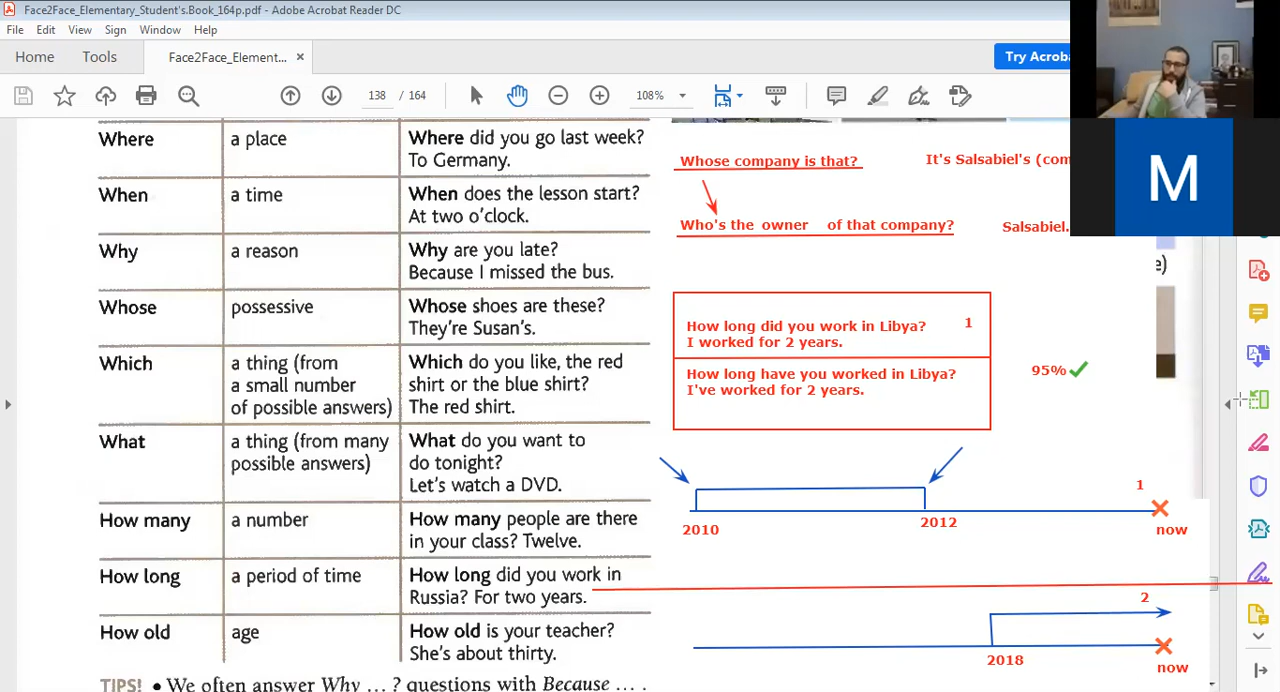 Face2Face_Elementary_Student's.Book_164p.pdf - Adobe Acrobat Reader DC
File Edit View Sign Window Help
Home Tools Face2Face_Element... × Try Acroba
138 / 164 108%
M
Where a place Where did you go last week?
To Germany.
When a time When does the lesson start?
At two o'clock.
Why a reason Why are you late?
Because I missed the bus.
Whose possessive Whose shoes are these?
They're Susan's.
Which a thing (from Which do you like, the red
a small number shirt or the blue shirt?
of possible answers) The red shirt.
What a thing (from many What do you want to
possible answers) do tonight?
Let's watch a DVD.
How many a number How many people are there
in your class? Twelve.
How long a period of time How long did you work in
Russia? For two years.
How old age How old is your teacher?
She's about thirty.
TIPS! • We often answer Why ... ? questions with Because ... .
Whose company is that? It's Salsabiel's (com
Who's the owner of that company? Salsabiel.
e)
How long did you work in Libya? 1
I worked for 2 years.
How long have you worked in Libya?
I've worked for 2 years.
95%
1
2010 2012 now
2
2018 now